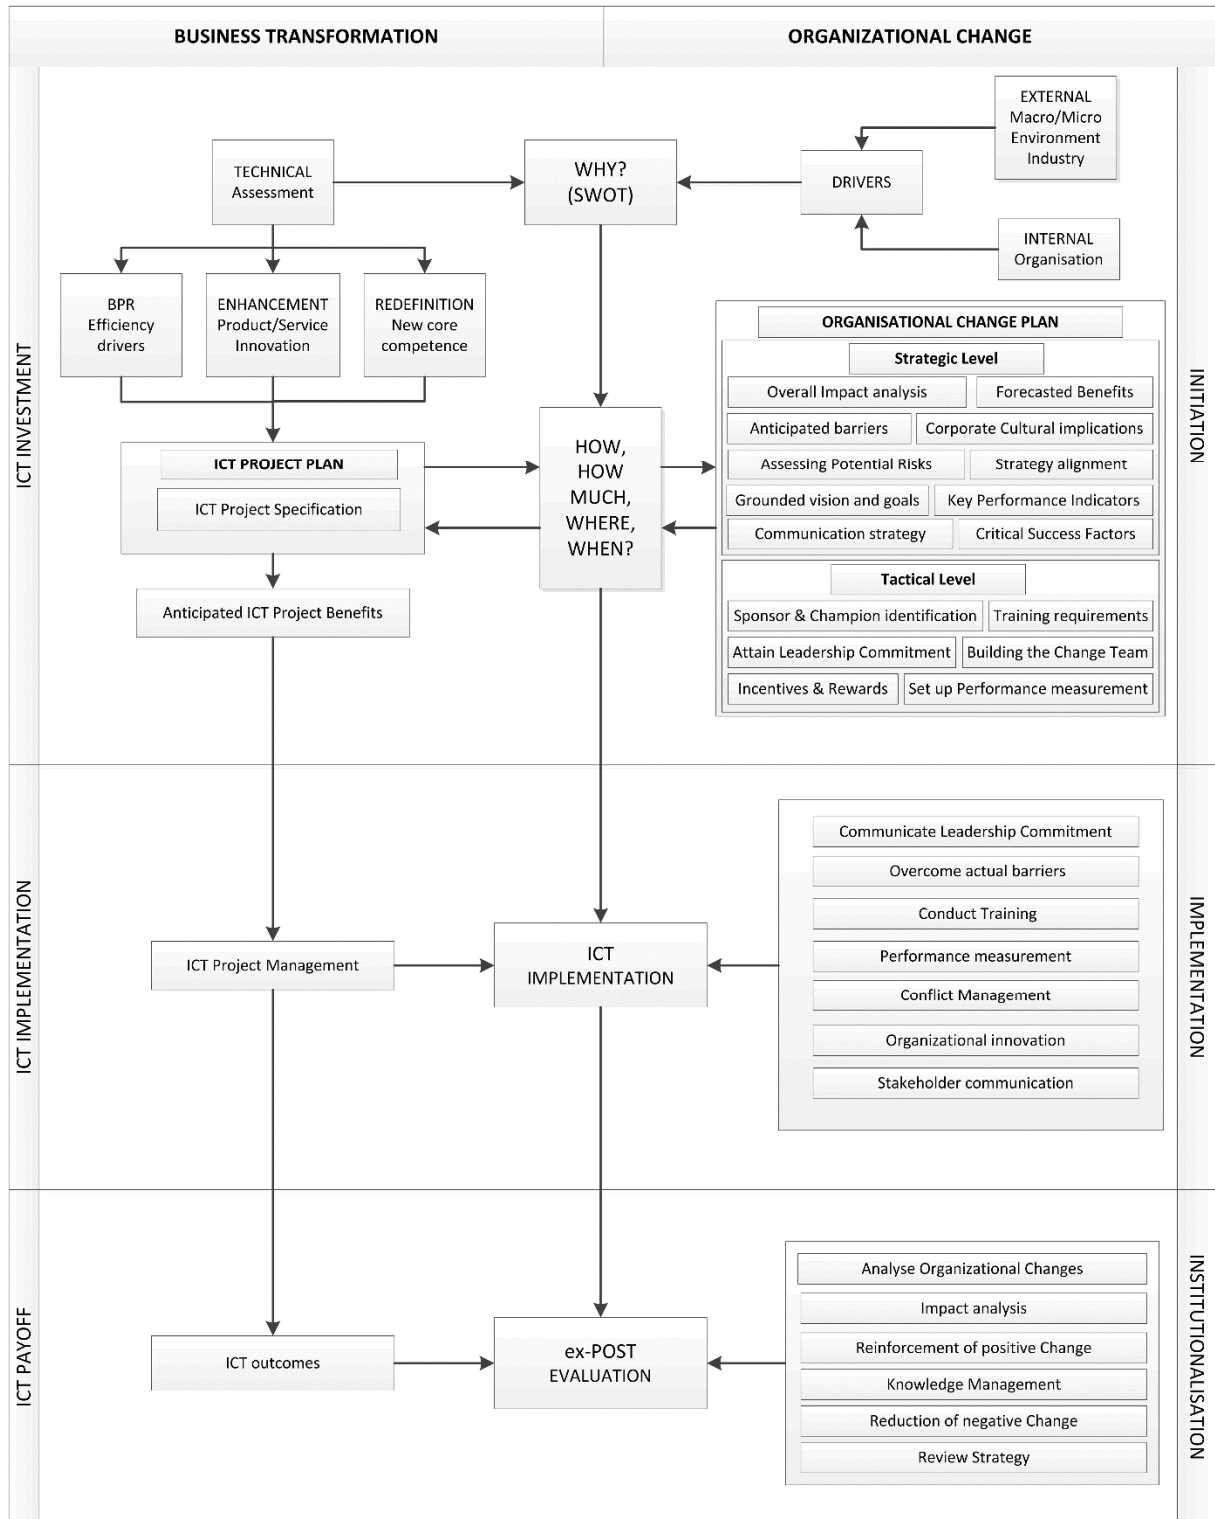 BUSINESS TRANSFORMATION
ORGANIZATIONAL CHANGE
ICT INVESTMENT
INITIATION
TECHNICAL
Assessment
WHY?
(SWOT)
DRIVERS
EXTERNAL
Macro/Micro
Environment
Industry
INTERNAL
Organisation
BPR
Efficiency
drivers
ENHANCEMENT
Product/Service
Innovation
REDEFINITION
New core
competence
ICT PROJECT PLAN
ICT Project Specification
Anticipated ICT Project Benefits
HOW,
HOW
MUCH,
WHERE,
WHEN?
ORGANISATIONAL CHANGE PLAN
Strategic Level
Overall Impact analysis
Forecasted Benefits
Anticipated barriers
Corporate Cultural implications
Assessing Potential Risks
Strategy alignment
Grounded vision and goals
Key Performance Indicators
Communication strategy
Critical Success Factors
Tactical Level
Sponsor & Champion identification
Training requirements
Attain Leadership Commitment
Building the Change Team
Incentives & Rewards
Set up Performance measurement
ICT IMPLEMENTATION
IMPLEMENTATION
ICT Project Management
ICT
IMPLEMENTATION
Communicate Leadership Commitment
Overcome actual barriers
Conduct Training
Performance measurement
Conflict Management
Organizational innovation
Stakeholder communication
ICT PAYOFF
INSTITUTIONALISATION
ICT outcomes
ex-POST
EVALUATION
Analyse Organizational Changes
Impact analysis
Reinforcement of positive Change
Knowledge Management
Reduction of negative Change
Review Strategy